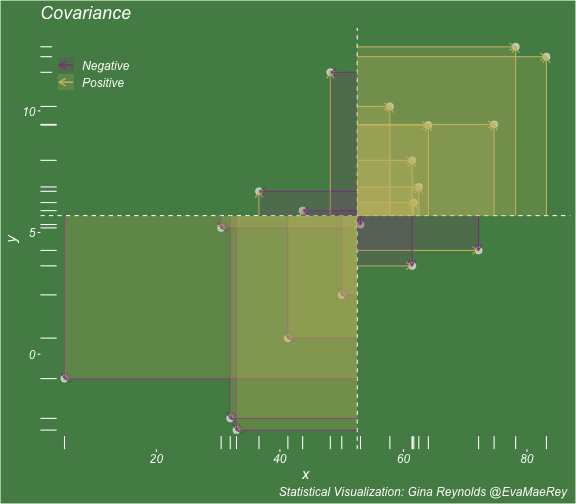 Covariance
Negative
Positive
10
5
0
y
20
40
60
80
x
Statistical Visualization: Gina Reynolds @EvaMaeRey